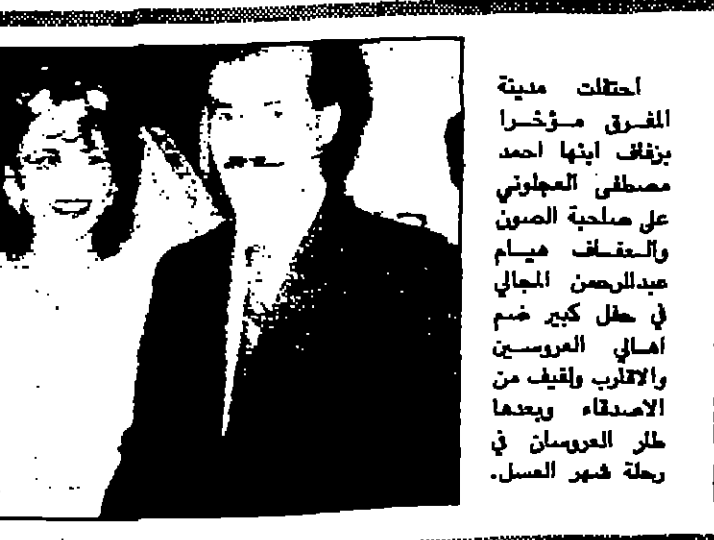 احتفلت مدينة
المفرق مؤخرا
بزفاف ابنها احمد
مصطفى العجلوني
على صاحبة الصون
والعفاف هيام
عبدالرحمن المجالي
في حفل كبير ضم
اهالي العروسين
والاقارب ولفيف من
الاصدقاء وبعدها
طار العروسان في
رحلة شهر العسل.